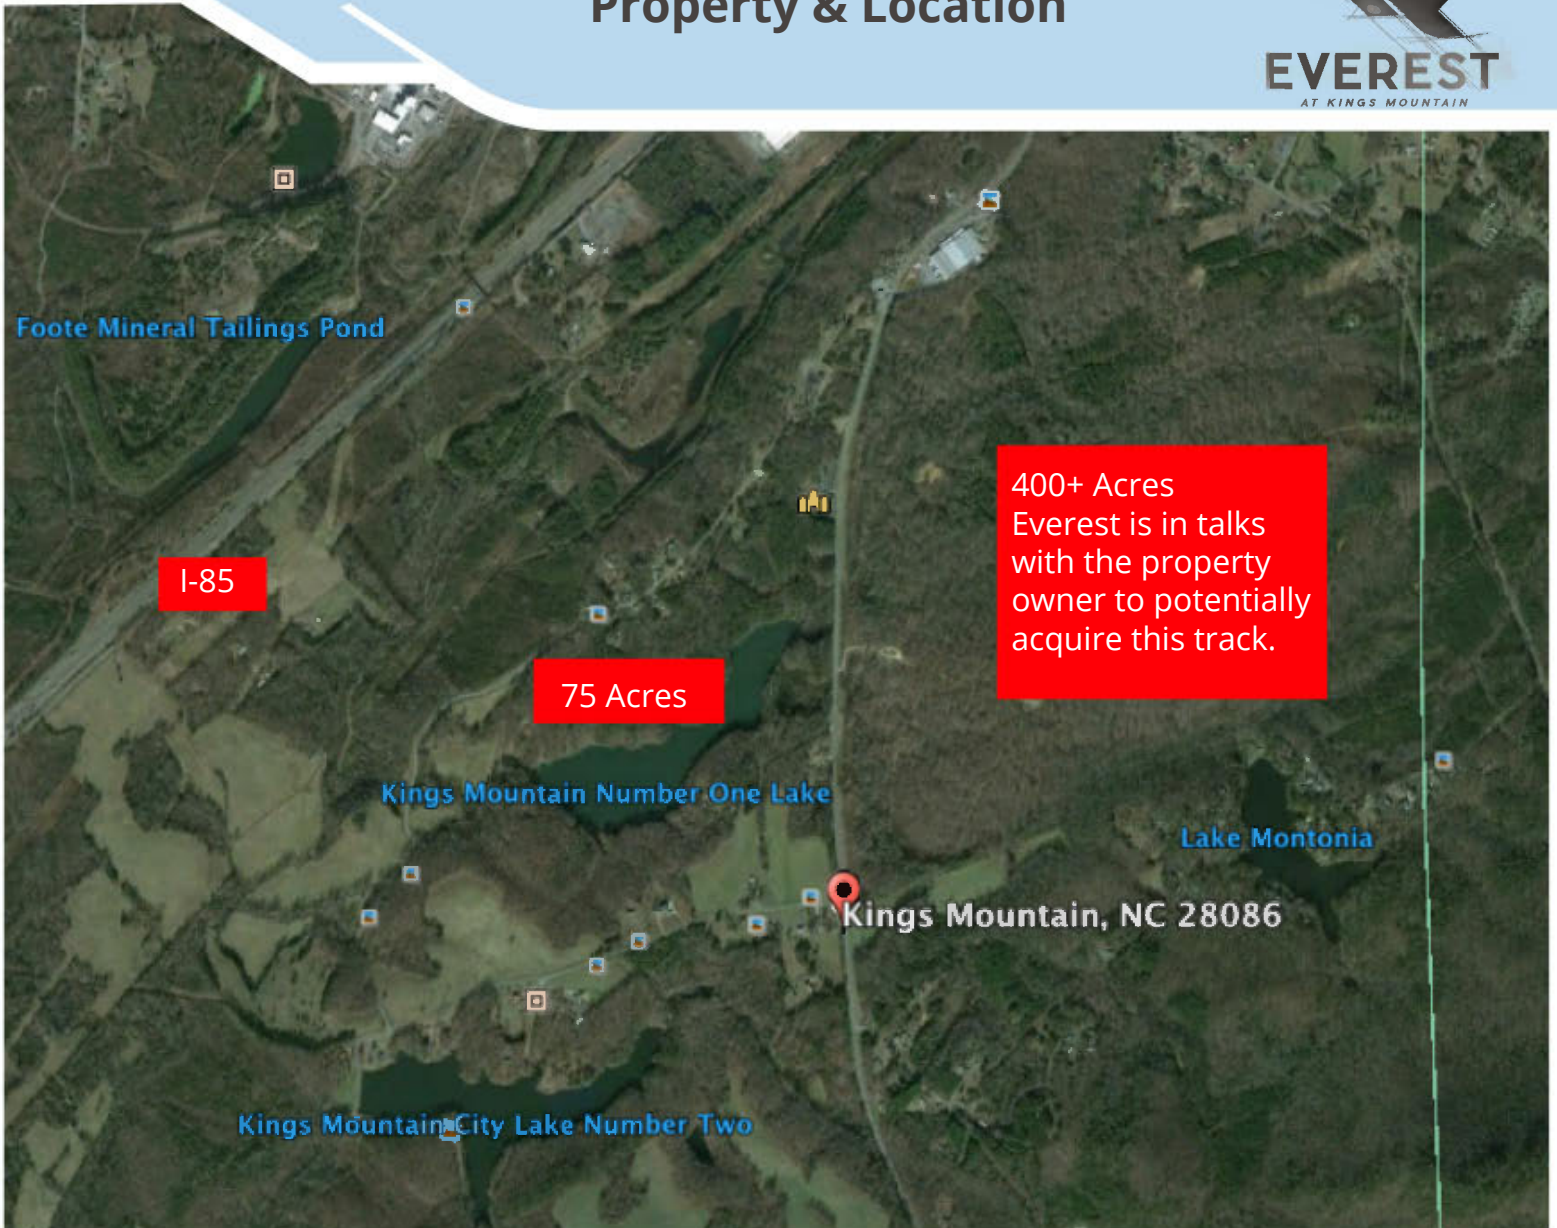 Property & Location
EVEREST
AT KINGS MOUNTAIN
Foote Mineral Tailings Pond
400+ Acres
Everest is in talks
with the property
owner to potentially
acquire this track.
I-85
75 Acres
Kings Mountain Number One Lake
Lake Montonia
Kings Mountain, NC 28086
Kings Mountain City Lake Number Two